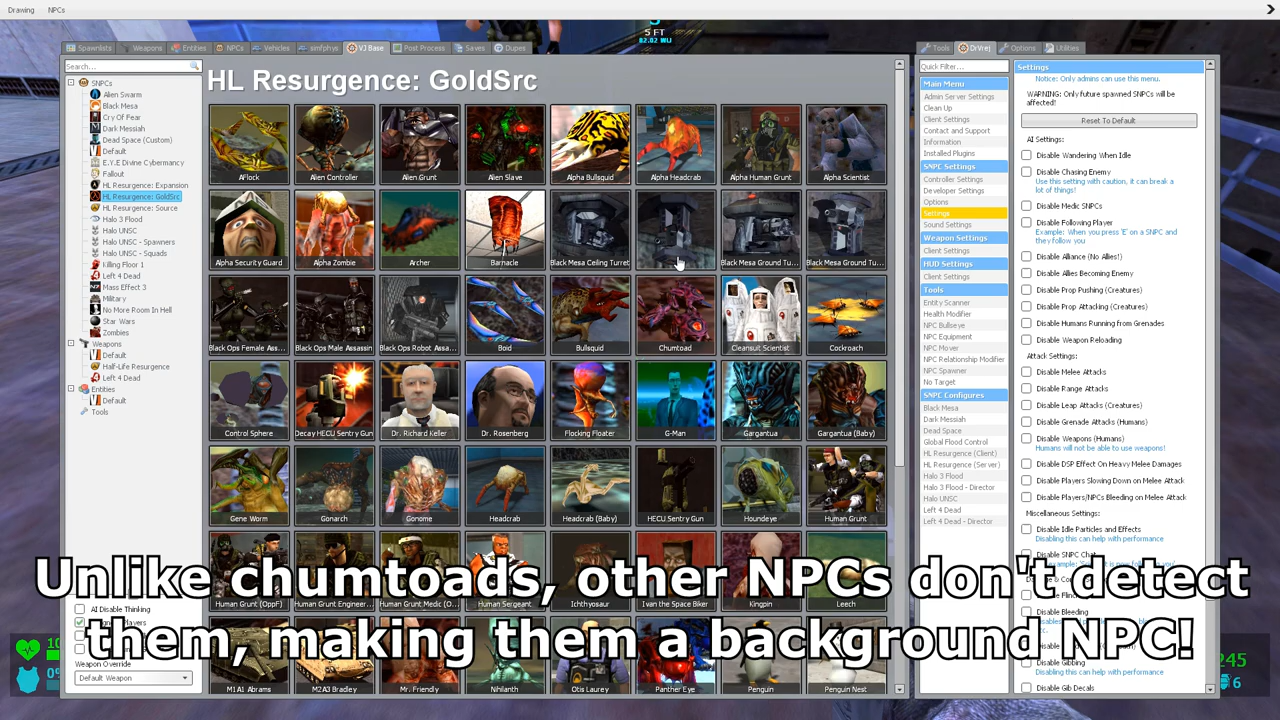 Drawing NPCs
5 FT
82.02 WU
Spawnlists Weapons Entities NPCs Vehicles simfphys VJ Base Post Process Saves Dupes
Search...
SNPCs
Alien Swarm
Black Mesa
Cry Of Fear
Dark Messiah
Dead Space (Custom)
Default
E.Y.E Divine Cybermancy
Fallout
HL Resurgence: Expansion
HL Resurgence: GoldSrc
HL Resurgence: Source
Halo 3 Flood
Halo UNSC
Halo UNSC - Spawners
Halo UNSC - Squads
Killing Floor 1
Left 4 Dead
Mass Effect 3
Military
No More Room In Hell
Star Wars
Zombies
Weapons
Default
Half-Life Resurgence
Left 4 Dead
Entities
Default
Tools
AI Disable Thinking
Players
Weapon Override
Default Weapon
HL Resurgence: GoldSrc
AFlock Alien Controller Alien Grunt Alien Slave Alpha Bullsquid Alpha Headcrab Alpha Human Grunt Alpha Scientist
Alpha Security Guard Alpha Zombie Archer Barnacle Black Mesa Ceiling Turret Black Mesa Ground Tu... Black Mesa Ground Tu...
Black Ops Female Ass... Black Ops Male Assassin Black Ops Robot Assa... Boid Bullsquid Chumtoad Cleansuit Scientist Cockroach
Control Sphere Decay HECU Sentry Gun Dr. Richard Keller Dr. Rosenberg Flocking Floater G-Man Gargantua Gargantua (Baby)
Gene Worm Gonarch Gonome Headcrab Headcrab (Baby) HECU Sentry Gun Houndeye Human Grunt
Human Grunt (OppF) Human Grunt Engineer... Human Grunt Medic (O... Human Sergeant Ichthyosaur Ivan the Space Biker Kingpin Leech
M1A1 Abrams M2A3 Bradley Mr. Friendly Nihilanth Otis Laurey Panther Eye Penguin Penguin Nest
Tools DrVrej Options Utilities
Quick Filter...
Main Menu
Admin Server Settings
Clean Up
Client Settings
Contact and Support
Information
Installed Plugins
SNPC Settings
Controller Settings
Developer Settings
Options
Settings
Sound Settings
Weapon Settings
Client Settings
HUD Settings
Client Settings
Tools
Entity Scanner
Health Modifier
NPC Bullseye
NPC Equipment
NPC Mover
NPC Relationship Modifier
NPC Spawner
No Target
SNPC Configures
Black Mesa
Dark Messiah
Dead Space
Global Flood Control
HL Resurgence (Client)
HL Resurgence (Server)
Halo 3 Flood
Halo 3 Flood - Director
Halo UNSC
Left 4 Dead
Left 4 Dead - Director
Settings
Notice: Only admins can use this menu.
WARNING: Only future spawned SNPCs will be
affected!
Reset To Default
AI Settings:
Disable Wandering When Idle
Disable Chasing Enemy
Use this setting with caution, it can break a
lot of things!
Disable Medic SNPCs
Disable Following Player
Example: When you press 'E' on a SNPC and
they follow you
Disable Alliance (No Allies!)
Disable Allies Becoming Enemy
Disable Prop Pushing (Creatures)
Disable Prop Attacking (Creatures)
Disable Humans Running from Grenades
Disable Weapon Reloading
Attack Settings:
Disable Melee Attacks
Disable Range Attacks
Disable Leap Attacks (Creatures)
Disable Grenade Attacks (Humans)
Disable Weapons (Humans)
Humans will not be able to use weapons!
Disable DSP Effect On Heavy Melee Damages
Disable Players Slowing Down on Melee Attack
Disable Players/NPCs Bleeding on Melee Attack
Miscellaneous Settings:
Disable Idle Particles and Effects
Disabling this can help with performance
Disable SNPC Chat
Disable Bleeding
Disable Gibbing
Disabling this can help with performance
Disable Gib Decals
Unlike chumtoads, other NPCs don't detect
them, making them a background NPC!
245
6